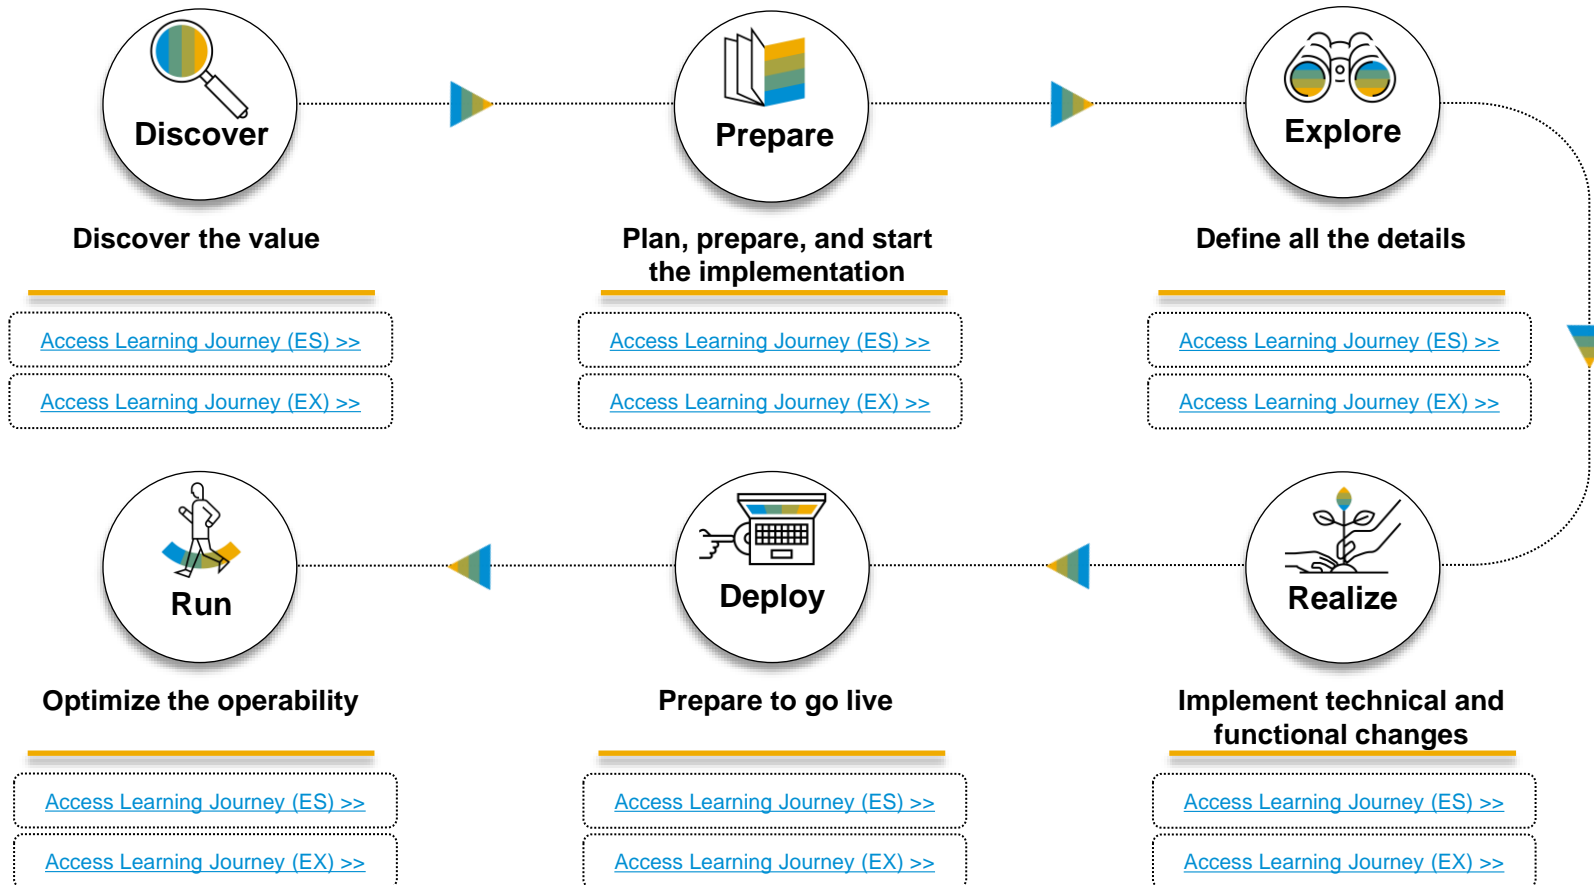 Discover
Prepare
Explore
Discover the value
Plan, prepare, and start
the implementation
Define all the details
Access Learning Journey (ES) >>
Access Learning Journey (ES) >>
Access Learning Journey (ES) >>
Access Learning Journey (EX) >>
Access Learning Journey (EX) >>
Access Learning Journey (EX) >>
Run
Deploy
Realize
Optimize the operability
Prepare to go live
Implement technical and
functional changes
Access Learning Journey (ES) >>
Access Learning Journey (ES) >>
Access Learning Journey (ES) >>
Access Learning Journey (EX) >>
Access Learning Journey (EX) >>
Access Learning Journey (EX) >>